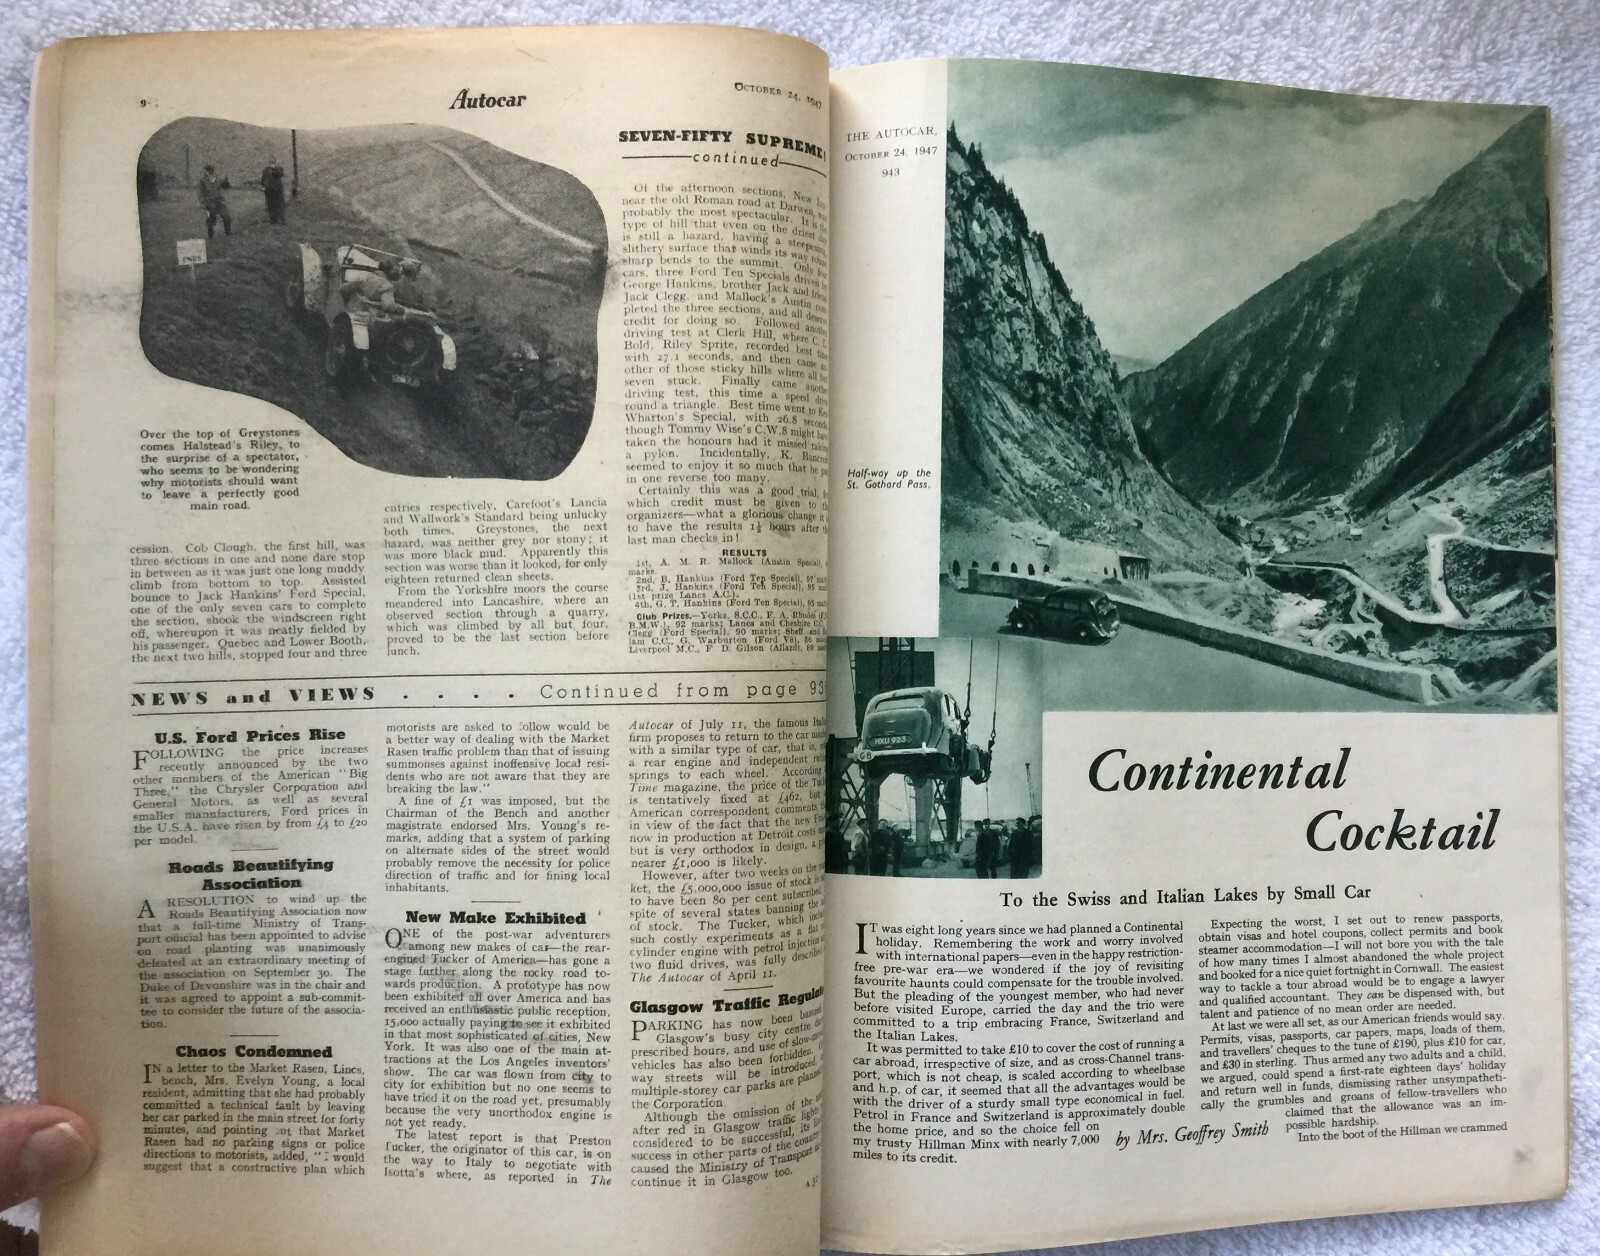 Autocar
October 24, 1947
Over the top of Greystones
comes Halstead's Riley, to
the surprise of a spectator,
who seems to be wondering
why motorists should want
to leave a perfectly good
main road.
cession. Cob Clough, the first hill, was
three sections in one and none dare stop
in between as it was just one long muddy
climb from bottom to top. Assisted
bounce to Jack Hankins' Ford Special,
one of the only seven cars to complete
the section, shook the windscreen right
off, whereupon it was neatly fielded by
his passenger. Quebec and Lower Booth,
the next two hills, stopped four and three
entries respectively, Carefoot's Lancia
and Wallwork's Standard being unlucky
both times. Greystones, the next
hazard, was neither grey nor stony; it
was more black mud. Apparently this
section was worse than it looked, for only
eighteen returned clean sheets.
From the Yorkshire moors the course
meandered into Lancashire, where an
observed section through a quarry,
which was climbed by all but four,
proved to be the last section before
lunch.
SEVEN-FIFTY SUPREME!
continued
Of the afternoon sections, New
near the old Roman road at Darwen,
probably the most spectacular. It is the
type of hill that even on the driest day
is still a hazard, having a
slithery surface that winds its way round
sharp bends to the summit. Only
cars, three Ford Ten Specials driven by
George Hankins, brother Jack and friend
Jack Clegg, and Mallock's Austin com
pleted the three sections, and all deserve
credit for doing so. Followed another
driving test at Clerk Hill, where C.
Bold, Riley Sprite, recorded best time
with 27.1 seconds, and then came
other of those sticky hills where all but
seven stuck. Finally came another
driving test, this time a speed drive
round a triangle. Best time went to Ken
Wharton's Special, with 26.8 seconds,
though Tommy Wise's C.W.S might have
taken the honours had it missed taking
a pylon. Incidentally, K. Bancroft
seemed to enjoy it so much that he put
in one reverse too many.
Certainly this was a good trial, for
which credit must be given to the
organizers—what a glorious change it is
to have the results 1½ hours after the
last man checks in!
RESULTS
1st, A. M. R. Mallock (Austin Special),
marks.
2nd, B. Hankins (Ford Ten Special), 97
3rd, J. Hankins (Ford Ten Special), 95
(1st prize Lancs A.C.).
4th, G. T. Hankins (Ford Ten Special), 95
Club Prizes.—Yorks. S.C.C., F. A. Rhodes
B.M.W.), 92 marks; Lancs and Cheshire C.C.,
Clegg (Ford Special), 90 marks; Sheff. and
C.C., G. Warburton (Ford V8), 86
Liverpool M.C., F. D. Gilson (Allard), 89
NEWS and VIEWS . . . . Continued from page
U.S. Ford Prices Rise
FOLLOWING the price increases
recently announced by the two
other members of the American "Big
Three," the Chrysler Corporation and
General Motors, as well as several
smaller manufacturers, Ford prices in
the U.S.A. have risen by from £4 to £20
per model.
Roads Beautifying
Association
A RESOLUTION to wind up the
Roads Beautifying Association now
that a full-time Ministry of Trans-
port official has been appointed to advise
on road planting was unanimously
defeated at an extraordinary meeting of
the association on September 30. The
Duke of Devonshire was in the chair and
it was agreed to appoint a sub-commit-
tee to consider the future of the associa-
tion.
Chaos Condemned
IN a letter to the Market Rasen, Lincs,
bench, Mrs. Evelyn Young, a local
resident, admitting that she had probably
committed a technical fault by leaving
her car parked in the main street for forty
minutes, and pointing out that Market
Rasen had no parking signs or police
directions to motorists, added, "I would
suggest that a constructive plan which
motorists are asked to follow would be
a better way of dealing with the Market
Rasen traffic problem than that of issuing
summonses against inoffensive local resi-
dents who are not aware that they are
breaking the law."
A fine of £1 was imposed, but the
Chairman of the Bench and another
magistrate endorsed Mrs. Young's re-
marks, adding that a system of parking
on alternate sides of the street would
probably remove the necessity for police
direction of traffic and for fining local
inhabitants.
New Make Exhibited
ONE of the post-war adventurers
among new makes of car—the rear-
engined Tucker of America—has gone a
stage further along the rocky road to-
wards production. A prototype has now
been exhibited all over America and has
received an enthusiastic public reception,
15,000 actually paying to see it exhibited
in that most sophisticated of cities, New
York. It was also one of the main at-
tractions at the Los Angeles inventors'
show. The car was flown from city to
city for exhibition but no one seems to
have tried it on the road yet, presumably
because the very unorthodox engine is
not yet ready.
The latest report is that Preston
Tucker, the originator of this car, is on
the way to Italy to negotiate with
Isotta's where, as reported in The
Autocar of July 11, the famous Italian
firm proposes to return to the car market
with a similar type of car, that is,
a rear engine and independent
springs to each wheel. According
Time magazine, the price of the Tucker
is tentatively fixed at £462, but
American correspondent comments
in view of the fact that the new
now in production at Detroit costs
but is very orthodox in design, a
nearer £1,000 is likely.
However, after two weeks on the mar-
ket, the £5,000,000 issue of stock is
to have been 80 per cent subscribed
spite of several states banning the
of stock. The Tucker, which
such costly experiments as a flat
cylinder engine with petrol injection
two fluid drives, was fully described
The Autocar of April 11.
Glasgow Traffic
PARKING has now been banned
Glasgow's busy city centre
prescribed hours, and use of slow-
vehicles has also been forbidden.
way streets will be introduced,
multiple-storey car parks are planned
the Corporation.
Although the omission of the
after red in Glasgow traffic lights
considered to be successful, its
success in other parts of the country
caused the Ministry of Transport
continue it in Glasgow too.
THE AUTOCAR,
October 24, 1947
943
Half-way up the
St. Gothard Pass.
HXU 923
GB
Continental
Cocktail
To the Swiss and Italian Lakes by Small Car
IT was eight long years since we had planned a Continental
holiday. Remembering the work and worry involved
with international papers—even in the happy restriction-
free pre-war era—we wondered if the joy of revisiting
favourite haunts could compensate for the trouble involved.
But the pleading of the youngest member, who had never
before visited Europe, carried the day and the trio were
committed to a trip embracing France, Switzerland and
the Italian Lakes.
It was permitted to take £10 to cover the cost of running a
car abroad, irrespective of size, and as cross-Channel trans-
port, which is not cheap, is scaled according to wheelbase
and h.p. of car, it seemed that all the advantages would be
with the driver of a sturdy small type economical in fuel.
Petrol in France and Switzerland is approximately double
the home price, and so the choice fell on
my trusty Hillman Minx with nearly 7,000
miles to its credit.
by Mrs. Geoffrey Smith
Expecting the worst, I set out to renew passports,
obtain visas and hotel coupons, collect permits and book
steamer accommodation—I will not bore you with the tale
of how many times I almost abandoned the whole project
and booked for a nice quiet fortnight in Cornwall. The easiest
way to tackle a tour abroad would be to engage a lawyer
and qualified accountant. They can be dispensed with, but
talent and patience of no mean order are needed.
At last we were all set, as our American friends would say.
Permits, visas, passports, car papers, maps, loads of them,
and travellers' cheques to the tune of £190, plus £10 for car,
and £30 in sterling. Thus armed any two adults and a child,
we argued, could spend a first-rate eighteen days' holiday
and return well in funds, dismissing rather unsympatheti-
cally the grumbles and groans of fellow-travellers who
claimed that the allowance was an im-
possible hardship.
Into the boot of the Hillman we crammed